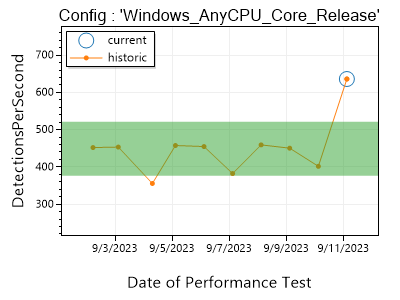 Config : 'Windows_AnyCPU_Core_Release'
current
historic
DetectionsPerSecond
700
600
500
400
300
9/3/2023
9/5/2023
9/7/2023
9/9/2023
9/11/2023
Date of Performance Test